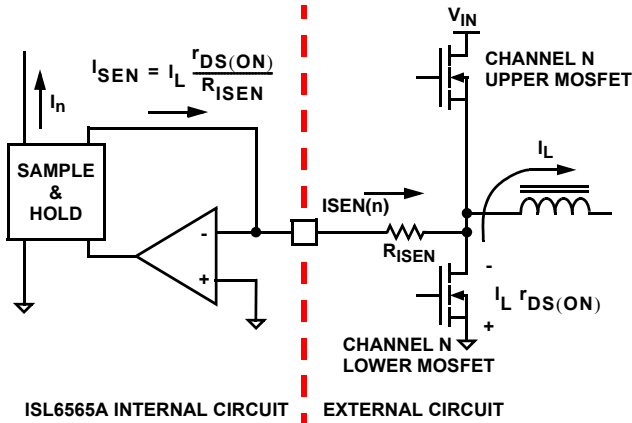 I_SEN = I_L r_DS(ON) / R_ISEN
I_n
SAMPLE
&
HOLD
-
+
V_IN
CHANNEL N
UPPER MOSFET
I_L
ISEN(n)
R_ISEN
-
I_L r_DS(ON)
+
CHANNEL N
LOWER MOSFET
ISL6565A INTERNAL CIRCUIT
EXTERNAL CIRCUIT